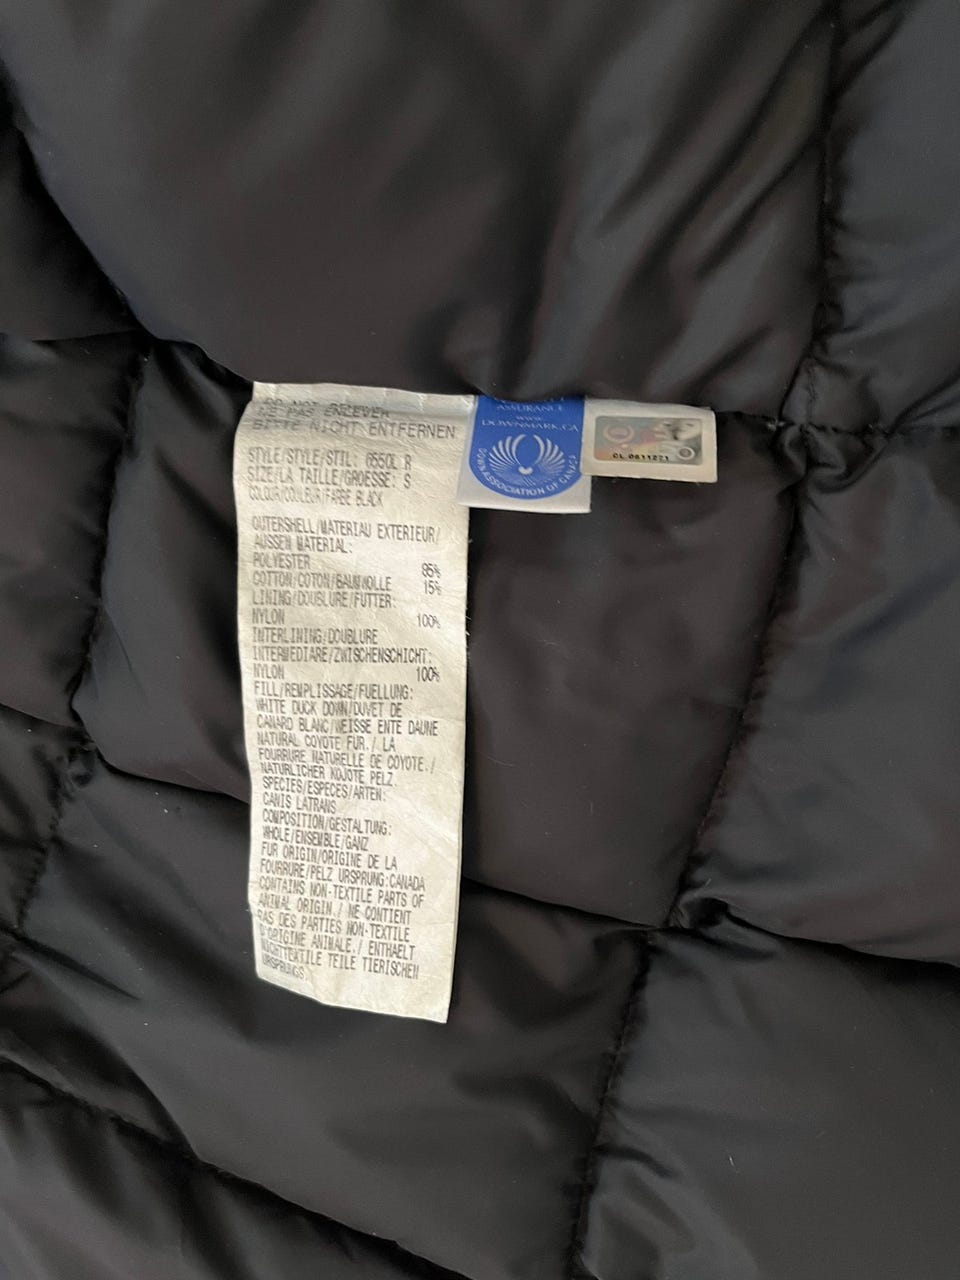 DO NOT REMOVER
NE PAS ENLEVER
BITTE NICHT ENTFERNEN
STYLE/STYLE/STIL: 6550L R
SIZE/LA TAILLE/GROESSE: S
COLOUR/COULEUR/FARBE BLACK
OUTERSHELL/MATERIAU EXTERIEUR/
AUSSEN MATERIAL:
POLYESTER 85%
COTTON/COTON/BAUMWOLLE 15%
LINING/DOUBLURE/FUTTER:
NYLON 100%
INTERLINING/DOUBLURE
INTERMEDIARE/ZWISCHENSCHICHT:
NYLON 100%
FILL/REMPLISSAGE/FUELLUNG:
WHITE DUCK DOWN/DUVET DE
CANARD BLANC/WEISSE ENTE DAUNE
NATURAL COYOTE FUR./ LA
FOURRURE NATURELLE DE COYOTE./
NATURLICHER KOJOTE PELZ.
SPECIES/ESPECES/ARTEN:
CANIS LATRANS
COMPOSITION/GESTALTUNG:
WHOLE/ENSEMBLE/GANZ
FUR ORIGIN/ORIGINE DE LA
FOURRURE/PELZ URSPRUNG:CANADA
CONTAINS NON-TEXTILE PARTS OF
ANIMAL ORIGIN./ NE CONTIENT
PAS DES PARTIES NON-TEXTILE
D'ORIGINE ANIMALE./ ENTHAELT
NICHTTEXTILE TEILE TIERISCHEN
URSPRUNGS
ASSURANCE
www.
DOWNMARK.CA
DOWN ASSOCIATION OF CANADA
CL 0611271